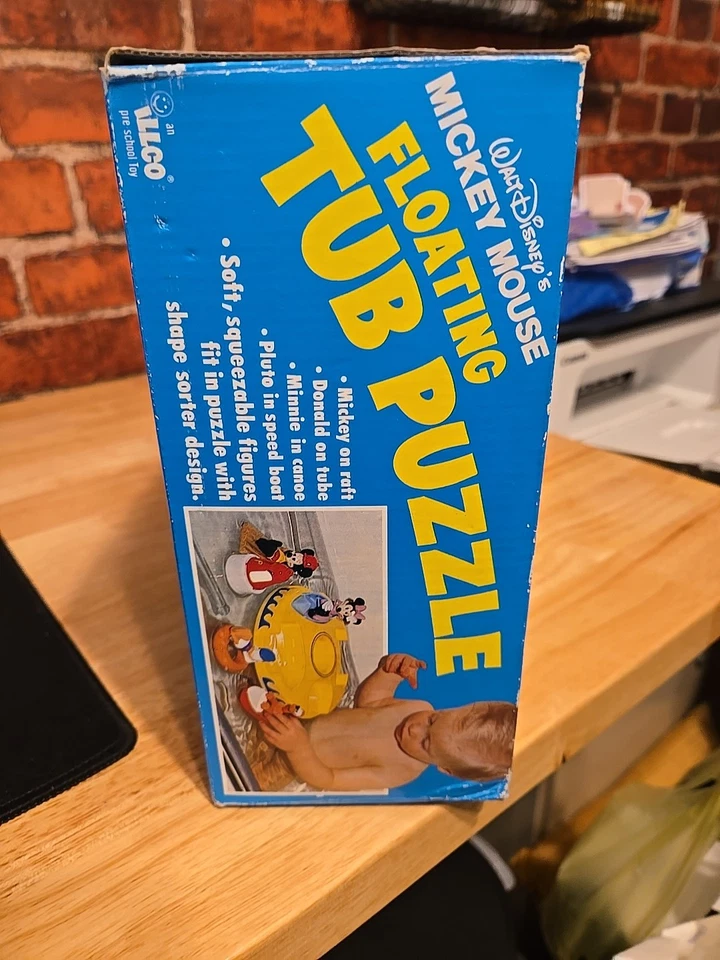 Walt Disney's
MICKEY MOUSE
FLOATING
TUB PUZZLE
• Mickey on raft
• Donald on tube
• Minnie in canoe
• Pluto in speed boat
• Soft, squeezable figures
fit in puzzle with
shape sorter design.
an
illco®
pre school Toy